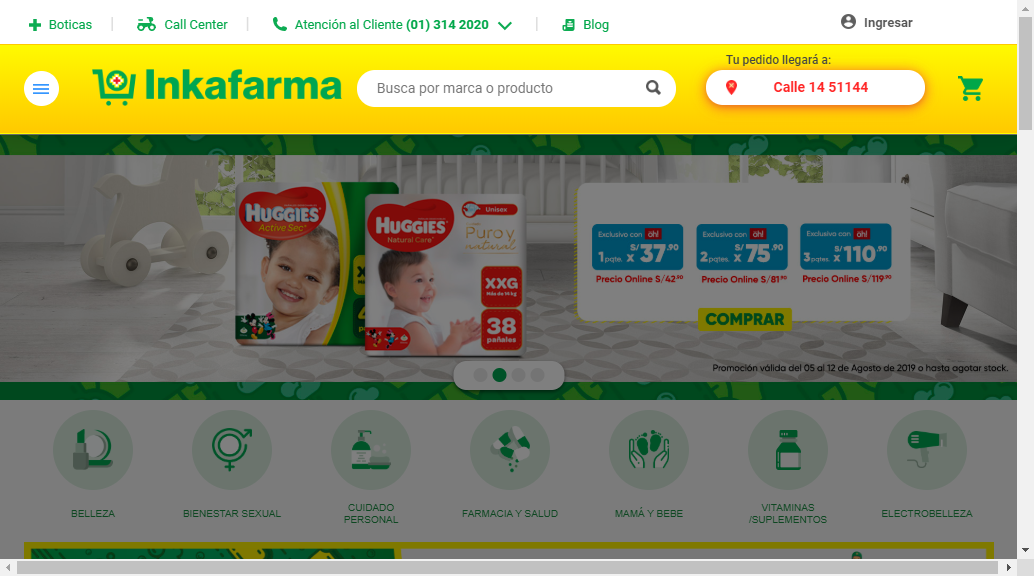 Boticas
Call Center
Atención al Cliente (01) 314 2020
Blog
Ingresar
Inkafarma
Busca por marca o producto
Tu pedido llegará a:
Calle 14 51144
HUGGIES
Active Sec
HUGGIES
Natural Care
Unisex
Puro y
natural
XXG
Más de 14 kg
38
pañales
Exclusivo con oh!
1 pqte. x S/37.90
Precio Online S/42.90
Exclusivo con oh!
2 pqtes. x S/75.90
Precio Online S/81.90
Exclusivo con oh!
3 pqtes. x S/110.90
Precio Online S/119.90
COMPRAR
Promoción válida del 05 al 12 de Agosto de 2019 o hasta agotar stock.
BELLEZA
BIENESTAR SEXUAL
CUIDADO
PERSONAL
FARMACIA Y SALUD
MAMÁ Y BEBE
VITAMINAS
/SUPLEMENTOS
ELECTROBELLEZA